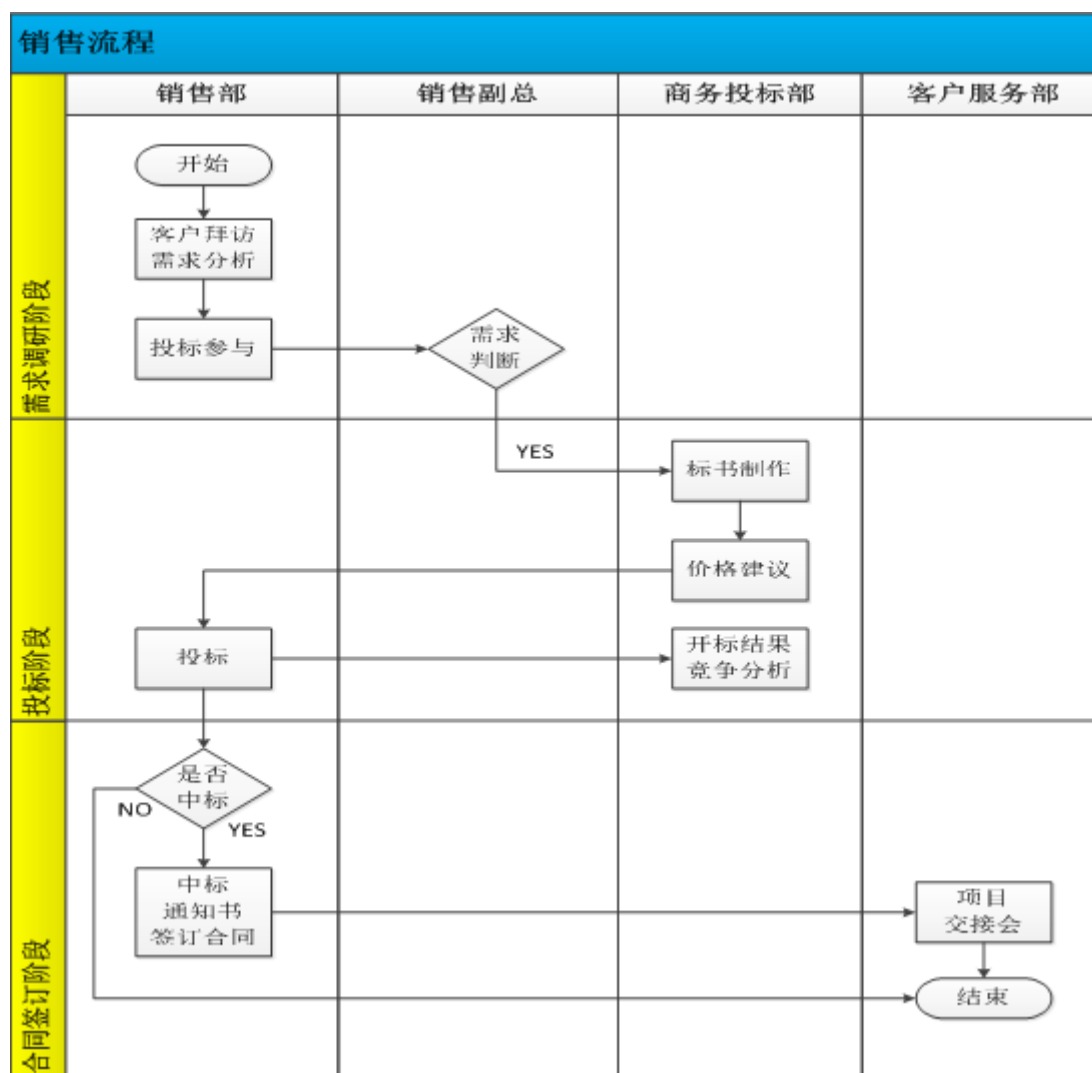 销售流程
销售部
销售副总
商务投标部
客户服务部
需求调研阶段
开始
客户拜访
需求分析
投标参与
需求
判断
投标阶段
YES
标书制作
价格建议
投标
开标结果
竞争分析
合同签订阶段
是否
中标
NO
YES
中标
通知书
签订合同
项目
交接会
结束